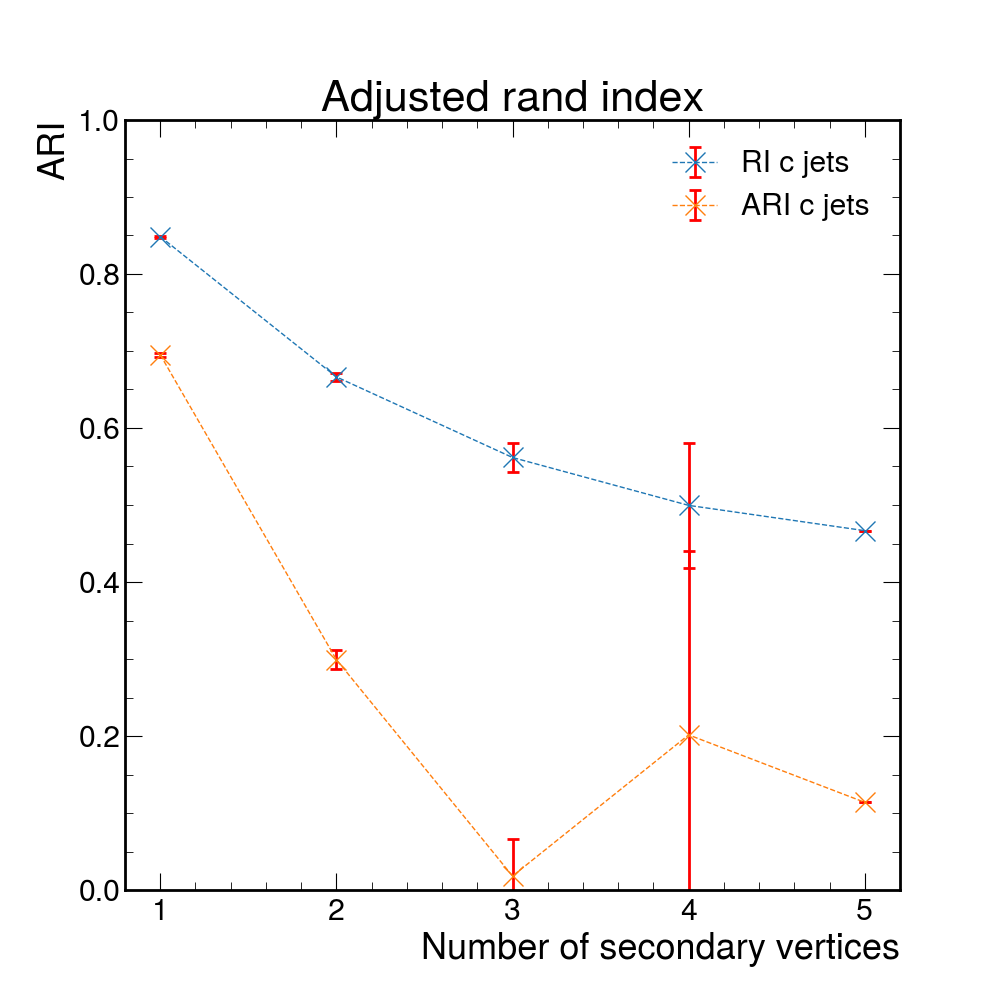 Adjusted rand index
ARI
1.0
0.8
0.6
0.4
0.2
0.0
RI c jets
ARI c jets
1 2 3 4 5
Number of secondary vertices